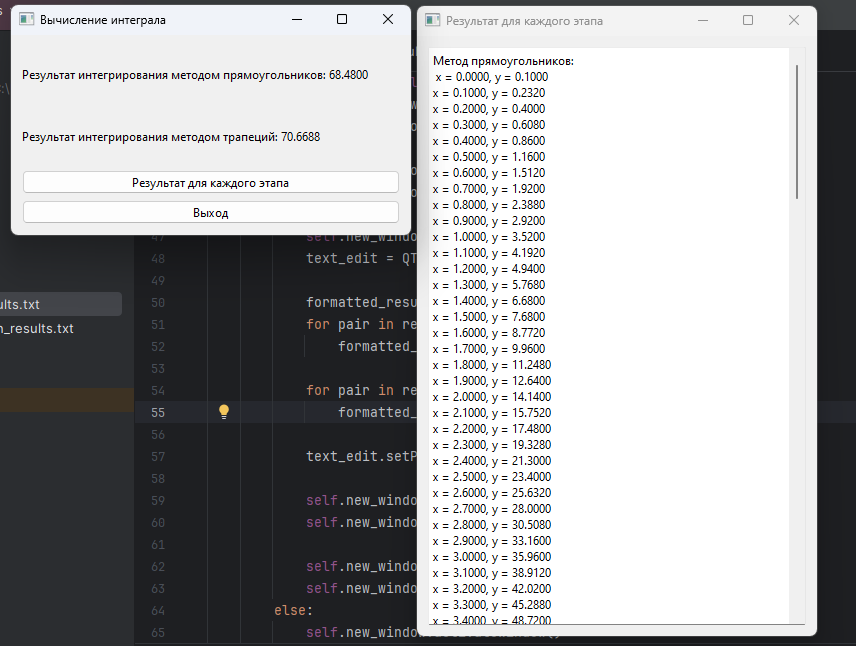 Вычисление интеграла
Результат интегрирования методом прямоугольников: 68.4800
Результат интегрирования методом трапеций: 70.6688
Результат для каждого этапа
Выход
Результат для каждого этапа
Метод прямоугольников:
x = 0.0000, y = 0.1000
x = 0.1000, y = 0.2320
x = 0.2000, y = 0.4000
x = 0.3000, y = 0.6080
x = 0.4000, y = 0.8600
x = 0.5000, y = 1.1600
x = 0.6000, y = 1.5120
x = 0.7000, y = 1.9200
x = 0.8000, y = 2.3880
x = 0.9000, y = 2.9200
x = 1.0000, y = 3.5200
x = 1.1000, y = 4.1920
x = 1.2000, y = 4.9400
x = 1.3000, y = 5.7680
x = 1.4000, y = 6.6800
x = 1.5000, y = 7.6800
x = 1.6000, y = 8.7720
x = 1.7000, y = 9.9600
x = 1.8000, y = 11.2480
x = 1.9000, y = 12.6400
x = 2.0000, y = 14.1400
x = 2.1000, y = 15.7520
x = 2.2000, y = 17.4800
x = 2.3000, y = 19.3280
x = 2.4000, y = 21.3000
x = 2.5000, y = 23.4000
x = 2.6000, y = 25.6320
x = 2.7000, y = 28.0000
x = 2.8000, y = 30.5080
x = 2.9000, y = 33.1600
x = 3.0000, y = 35.9600
x = 3.1000, y = 38.9120
x = 3.2000, y = 42.0200
x = 3.3000, y = 45.2880
x = 3.4000, y = 48.7200
ults.txt
n_results.txt
47 self.new_windo
48 text_edit = QT
49
50 formatted_resu
51 for pair in re
52 formatted_
53
54 for pair in re
55 formatted_
56
57 text_edit.setP
58
59 self.new_windo
60 self.new_windo
61
62 self.new_windo
63 self.new_windo
64 else:
65 self.new_windo